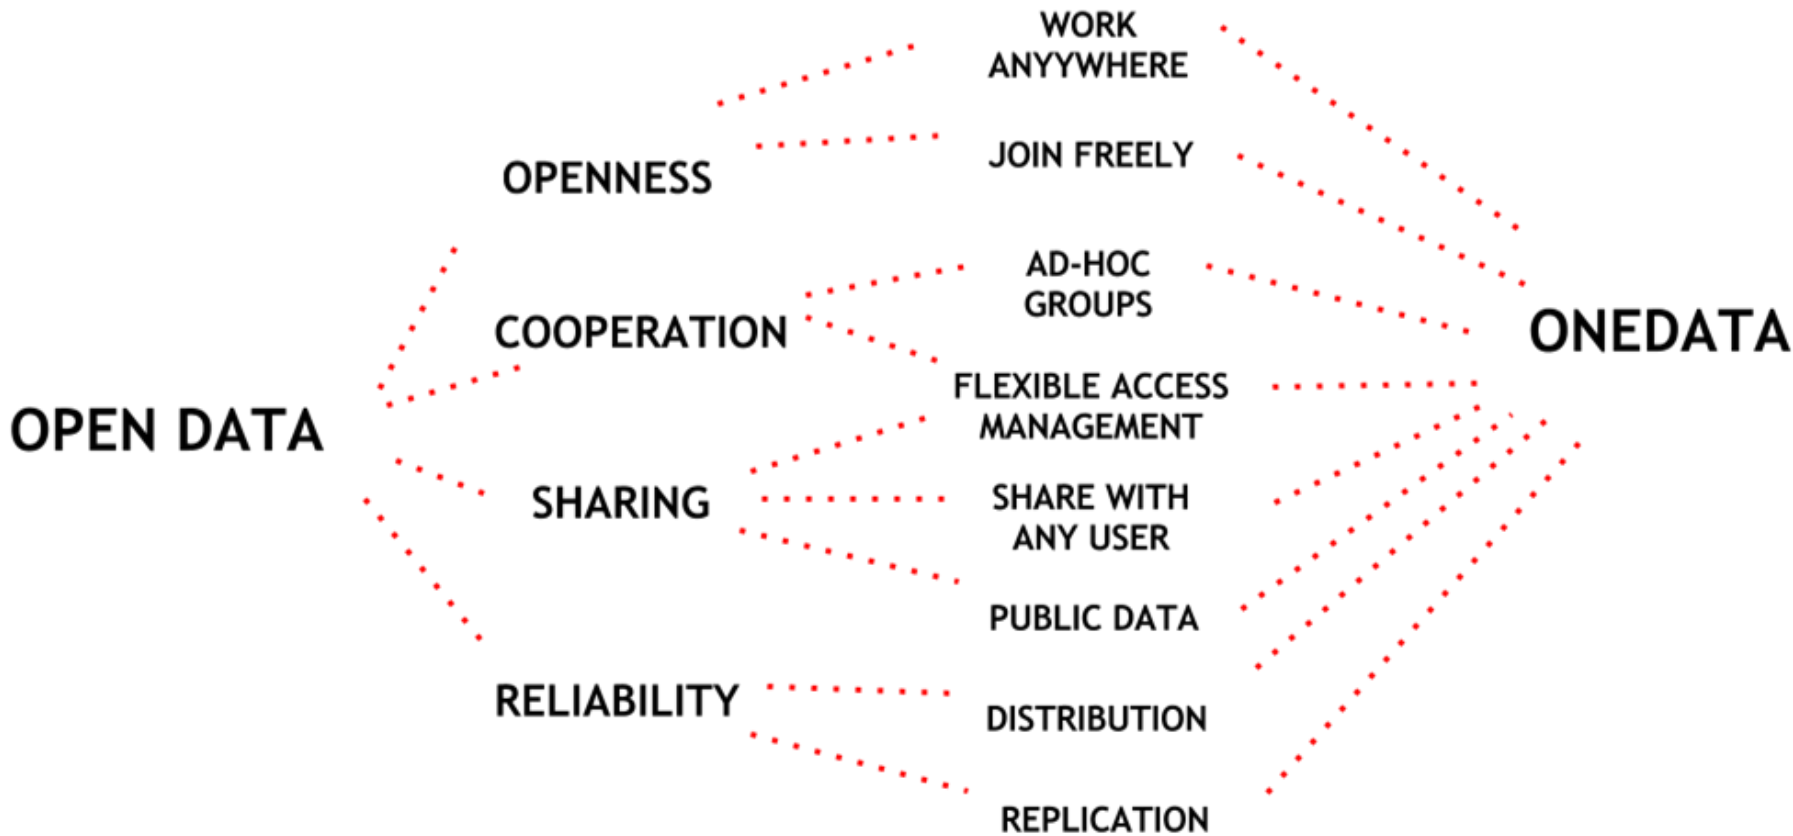 OPEN DATA
OPENNESS
COOPERATION
SHARING
RELIABILITY
WORK
ANYYWHERE
JOIN FREELY
AD-HOC
GROUPS
FLEXIBLE ACCESS
MANAGEMENT
SHARE WITH
ANY USER
PUBLIC DATA
DISTRIBUTION
REPLICATION
ONEDATA